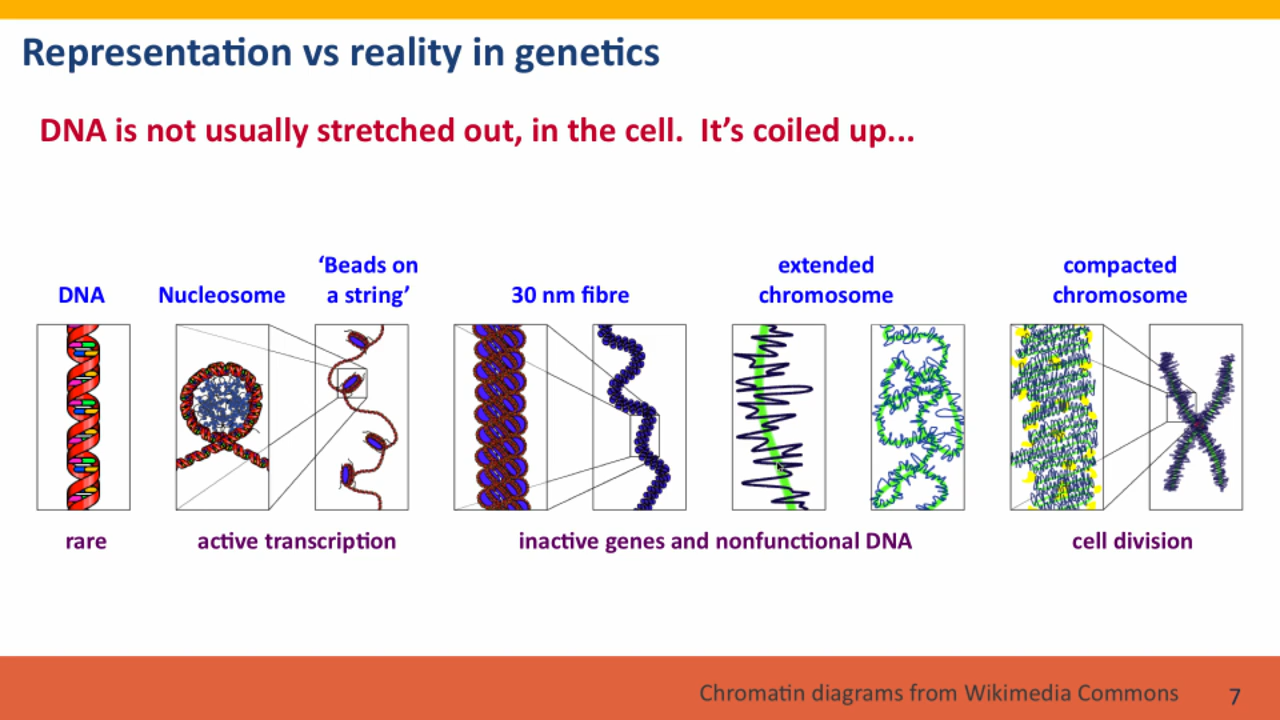 Representation vs reality in genetics
DNA is not usually stretched out, in the cell.  It’s coiled up...
DNA
Nucleosome
‘Beads on
a string’
30 nm fibre
extended
chromosome
compacted
chromosome
rare
active transcription
inactive genes and nonfunctional DNA
cell division
Chromatin diagrams from Wikimedia Commons
7